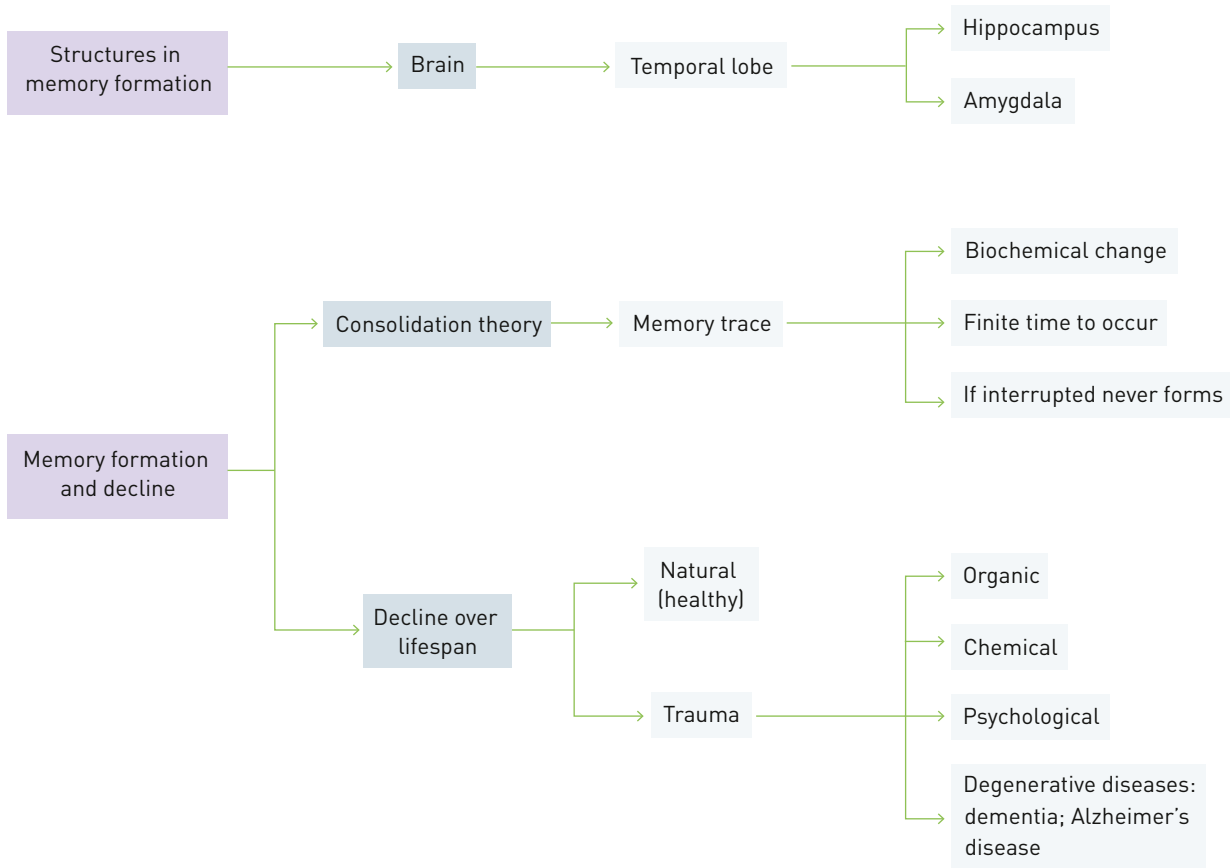 Structures in
memory formation
Brain
Temporal lobe
Hippocampus
Amygdala
Memory formation
and decline
Consolidation theory
Memory trace
Biochemical change
Finite time to occur
If interrupted never forms
Decline over
lifespan
Natural
(healthy)
Trauma
Organic
Chemical
Psychological
Degenerative diseases:
dementia; Alzheimer’s
disease